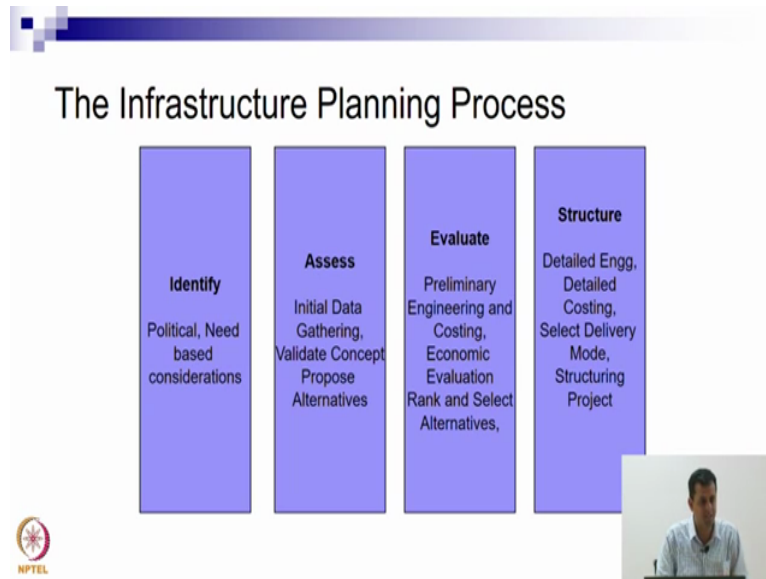 The Infrastructure Planning Process
Identify
Political, Need
based
considerations
Assess
Initial Data
Gathering,
Validate Concept
Propose
Alternatives
Evaluate
Preliminary
Engineering and
Costing,
Economic
Evaluation
Rank and Select
Alternatives,
Structure
Detailed Engg,
Detailed
Costing,
Select Delivery
Mode,
Structuring
Project
NPTEL